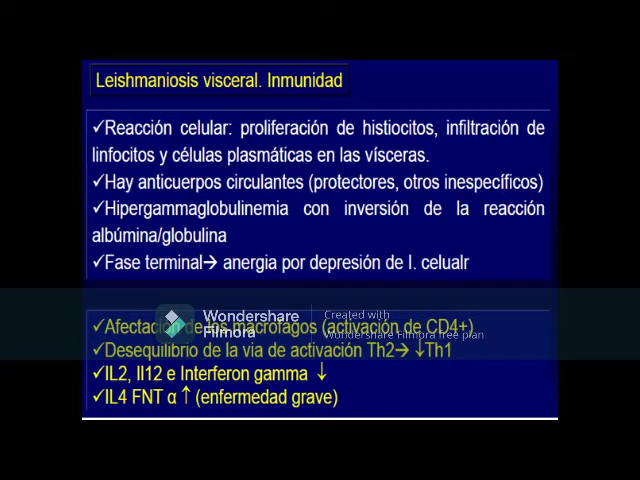 Leishmaniosis visceral. Inmunidad
✓Reacción celular: proliferación de histiocitos, infiltración de
linfocitos y células plasmáticas en las vísceras.
✓Hay anticuerpos circulantes (protectores, otros inespecíficos)
✓Hipergammaglobulinemia con inversión de la reacción
albúmina/globulina
✓Fase terminal→ anergia por depresión de I. celualr
✓Afectación de los macrófagos (activación de CD4+)
✓Desequilibrio de la via de activación Th2→ ↓Th1
✓IL2, Il12 e Interferon gamma ↓
✓IL4 FNT α ↑ (enfermedad grave)
Wondershare
Filmora
Created with
Wondershare Filmora free plan